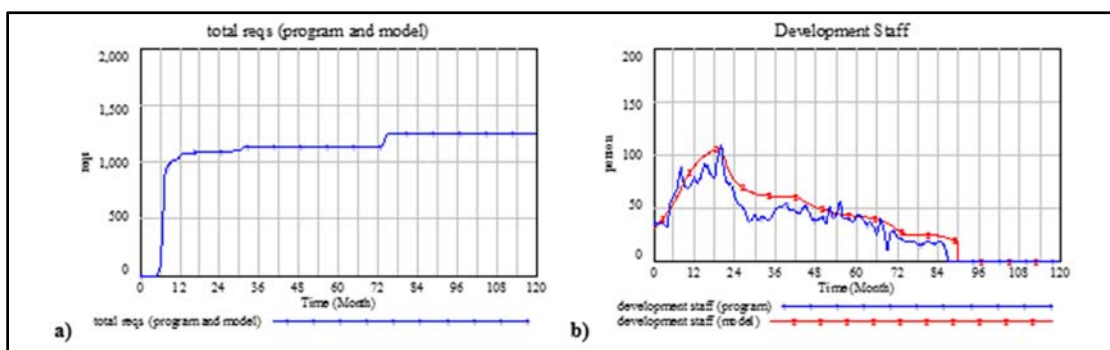 total reqs (program and model)
2,000
1,500
1,000
500
0
reqs
0 12 24 36 48 60 72 84 96 108 120
Time (Month)
total reqs (program and model)
a)
Development Staff
200
150
100
50
0
person
0 12 24 36 48 60 72 84 96 108 120
Time (Month)
development staff (program)
development staff (model)
b)